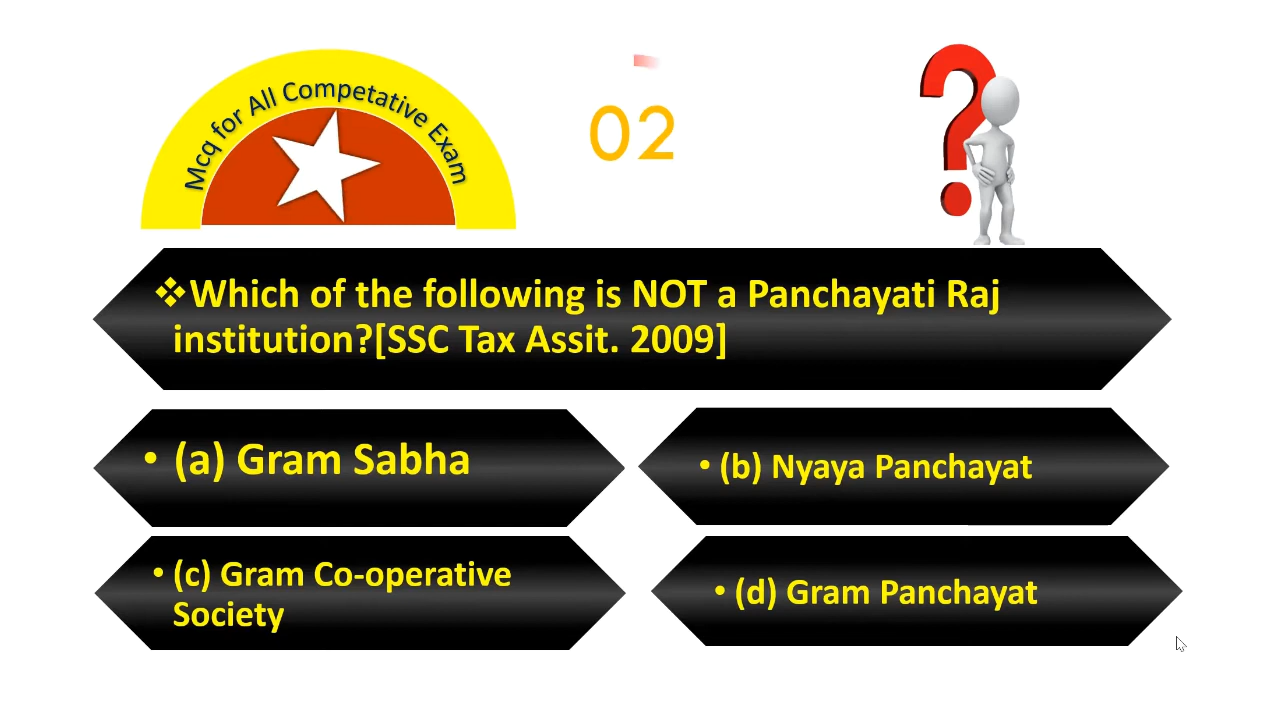 Mcq for All Competative Exam
02
❖Which of the following is NOT a Panchayati Raj
institution?[SSC Tax Assit. 2009]
• (a) Gram Sabha
• (b) Nyaya Panchayat
• (c) Gram Co-operative
Society
• (d) Gram Panchayat